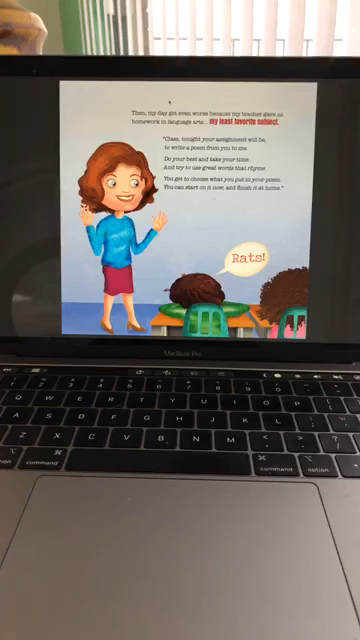 Then, my day got even worse because my teacher gave us
homework in language arts... my least favorite subject.
"Class, tonight your assignment will be,
to write a poem from you to me.
Do your best and take your time.
And try to use great words that rhyme.
You get to choose what you put in your poem.
You can start on it now, and finish it at home."
Rats!
MacBook Pro
Q W E R T Y U I O P
A S D F G H J K L
Z X C V B N M
command
command option